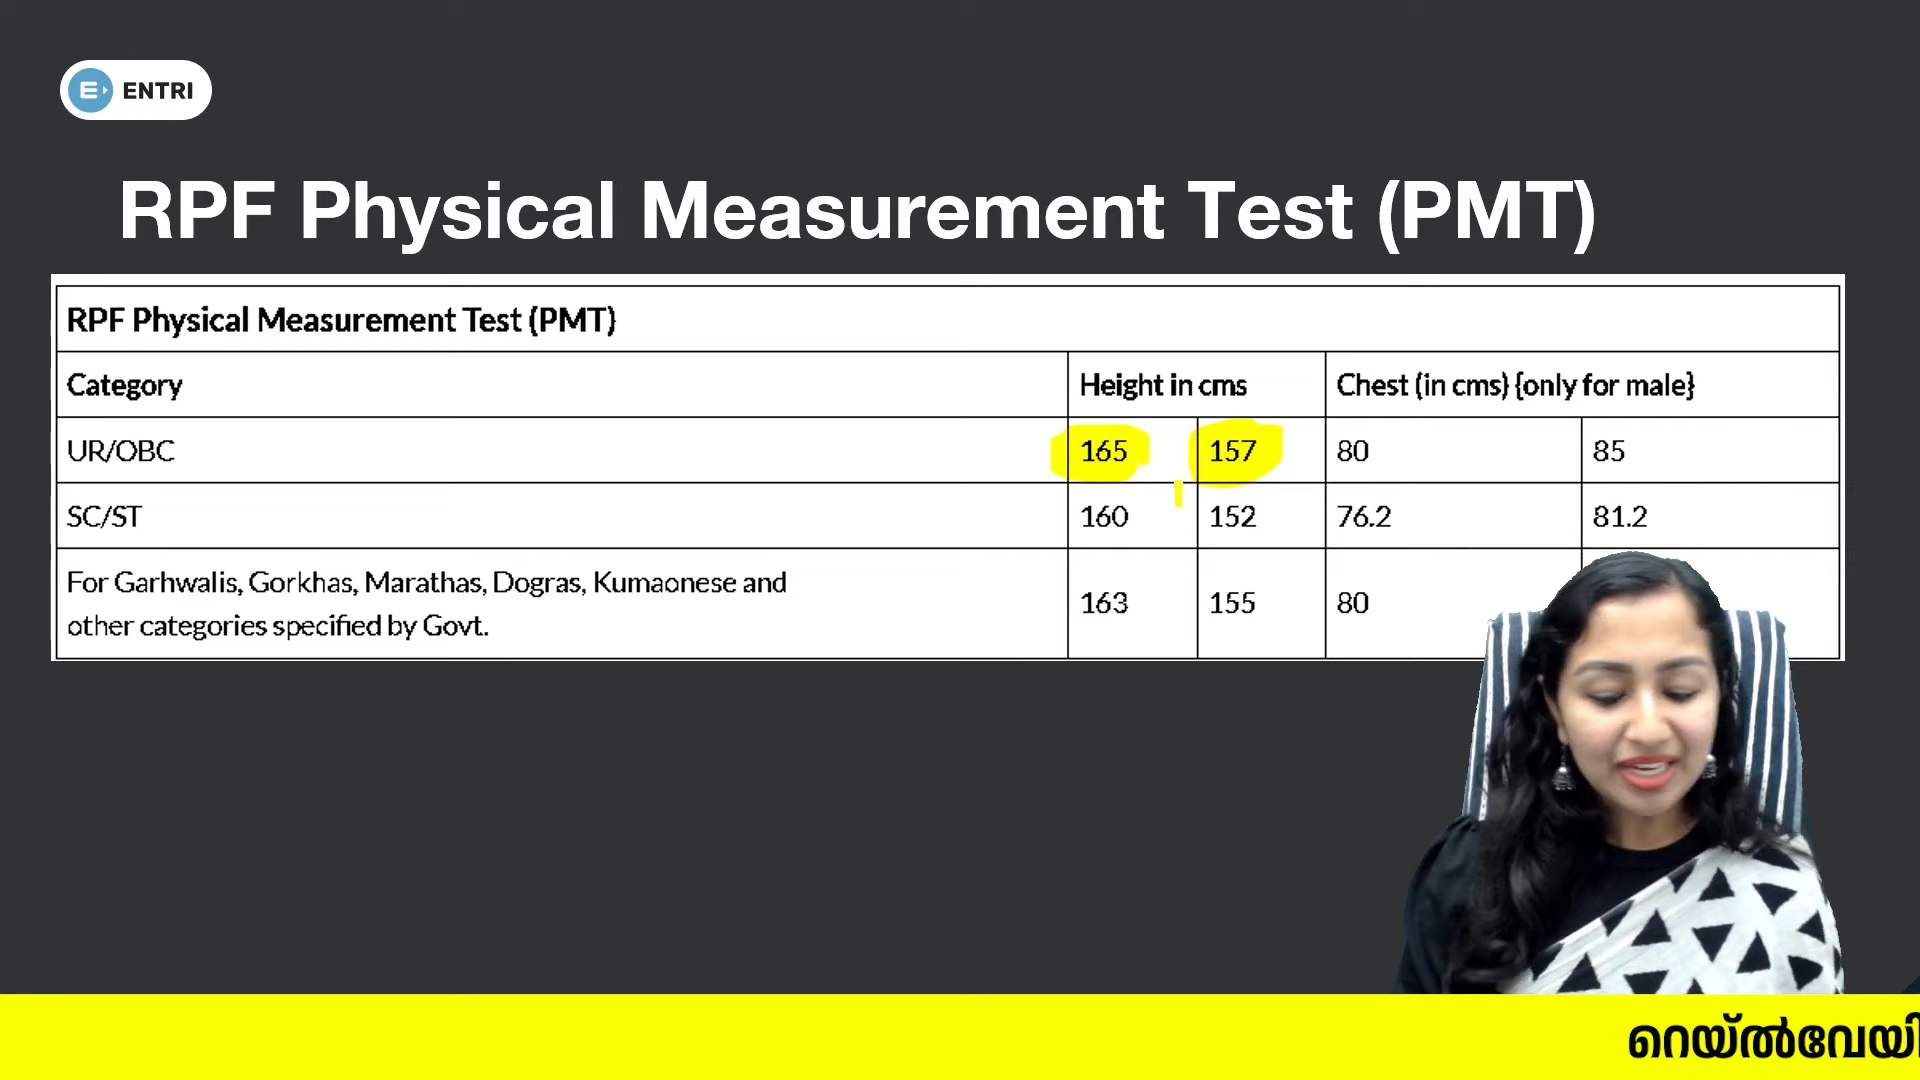 ENTRI
RPF Physical Measurement Test (PMT)
RPF Physical Measurement Test (PMT)
Category Height in cms Chest (in cms) {only for male}
UR/OBC 165 157 80 85
SC/ST 160 152 76.2 81.2
For Garhwalis, Gorkhas, Marathas, Dogras, Kumaonese and
other categories specified by Govt. 163 155 80
റെയ്ൽവേയി